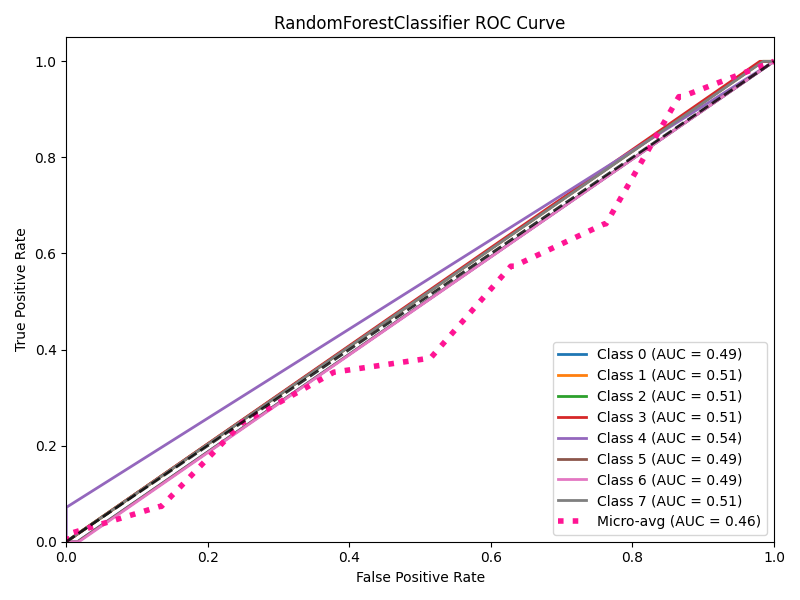 RandomForestClassifier ROC Curve
True Positive Rate
1.0
0.8
0.6
0.4
0.2
0.0
0.0 0.2 0.4 0.6 0.8 1.0
False Positive Rate
Class 0 (AUC = 0.49)
Class 1 (AUC = 0.51)
Class 2 (AUC = 0.51)
Class 3 (AUC = 0.51)
Class 4 (AUC = 0.54)
Class 5 (AUC = 0.49)
Class 6 (AUC = 0.49)
Class 7 (AUC = 0.51)
Micro-avg (AUC = 0.46)